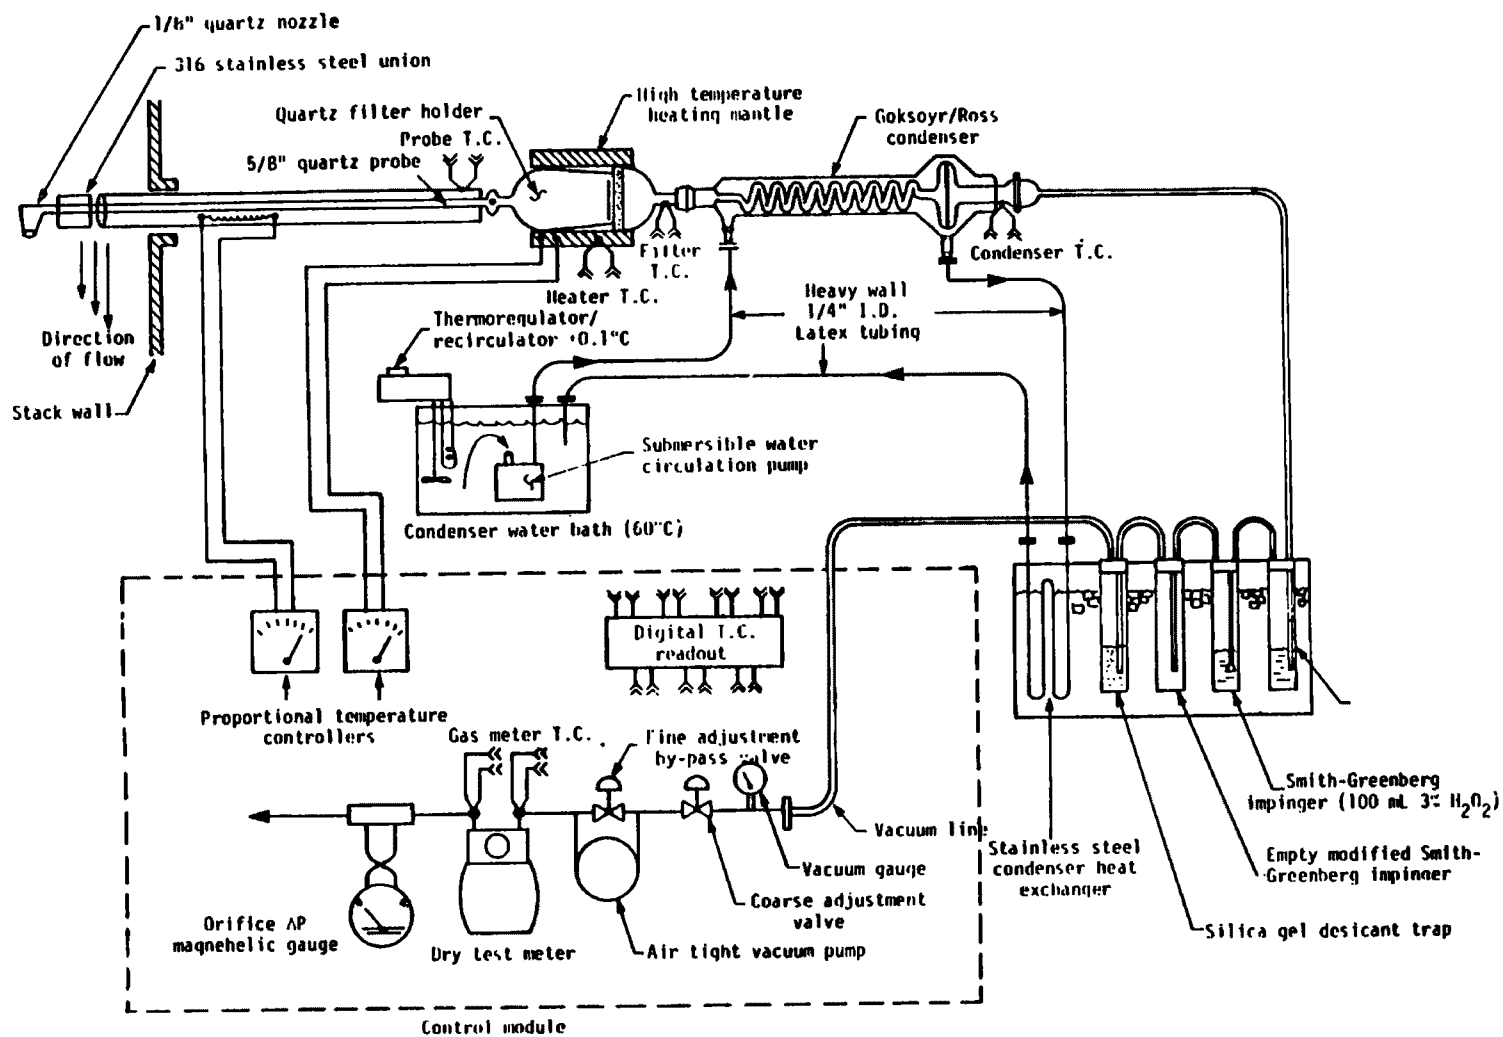 1/8" quartz nozzle
316 stainless steel union
Quartz filter holder
Probe T.C.
5/8" quartz probe
High temperature
heating mantle
Goksoyr/Ross
condenser
Filter
T.C.
Heater T.C.
Condenser T.C.
Direction
of flow
Stack wall
Thermoregulator/
recirculator ±0.1°C
Heavy wall
1/4" I.D.
Latex tubing
Submersible water
circulation pump
Condenser water bath (60°C)
Digital T.C.
readout
Proportional temperature
controllers
Gas meter T.C.
Fine adjustment
by-pass valve
Smith-Greenberg
impinger (100 mL 3% H2O2)
Vacuum line
Stainless steel
condenser heat
exchanger
Empty modified Smith-
Greenberg impinger
Vacuum gauge
Coarse adjustment
valve
Orifice ΔP
magnehelic gauge
Dry test meter
Air tight vacuum pump
Silica gel desicant trap
Control module